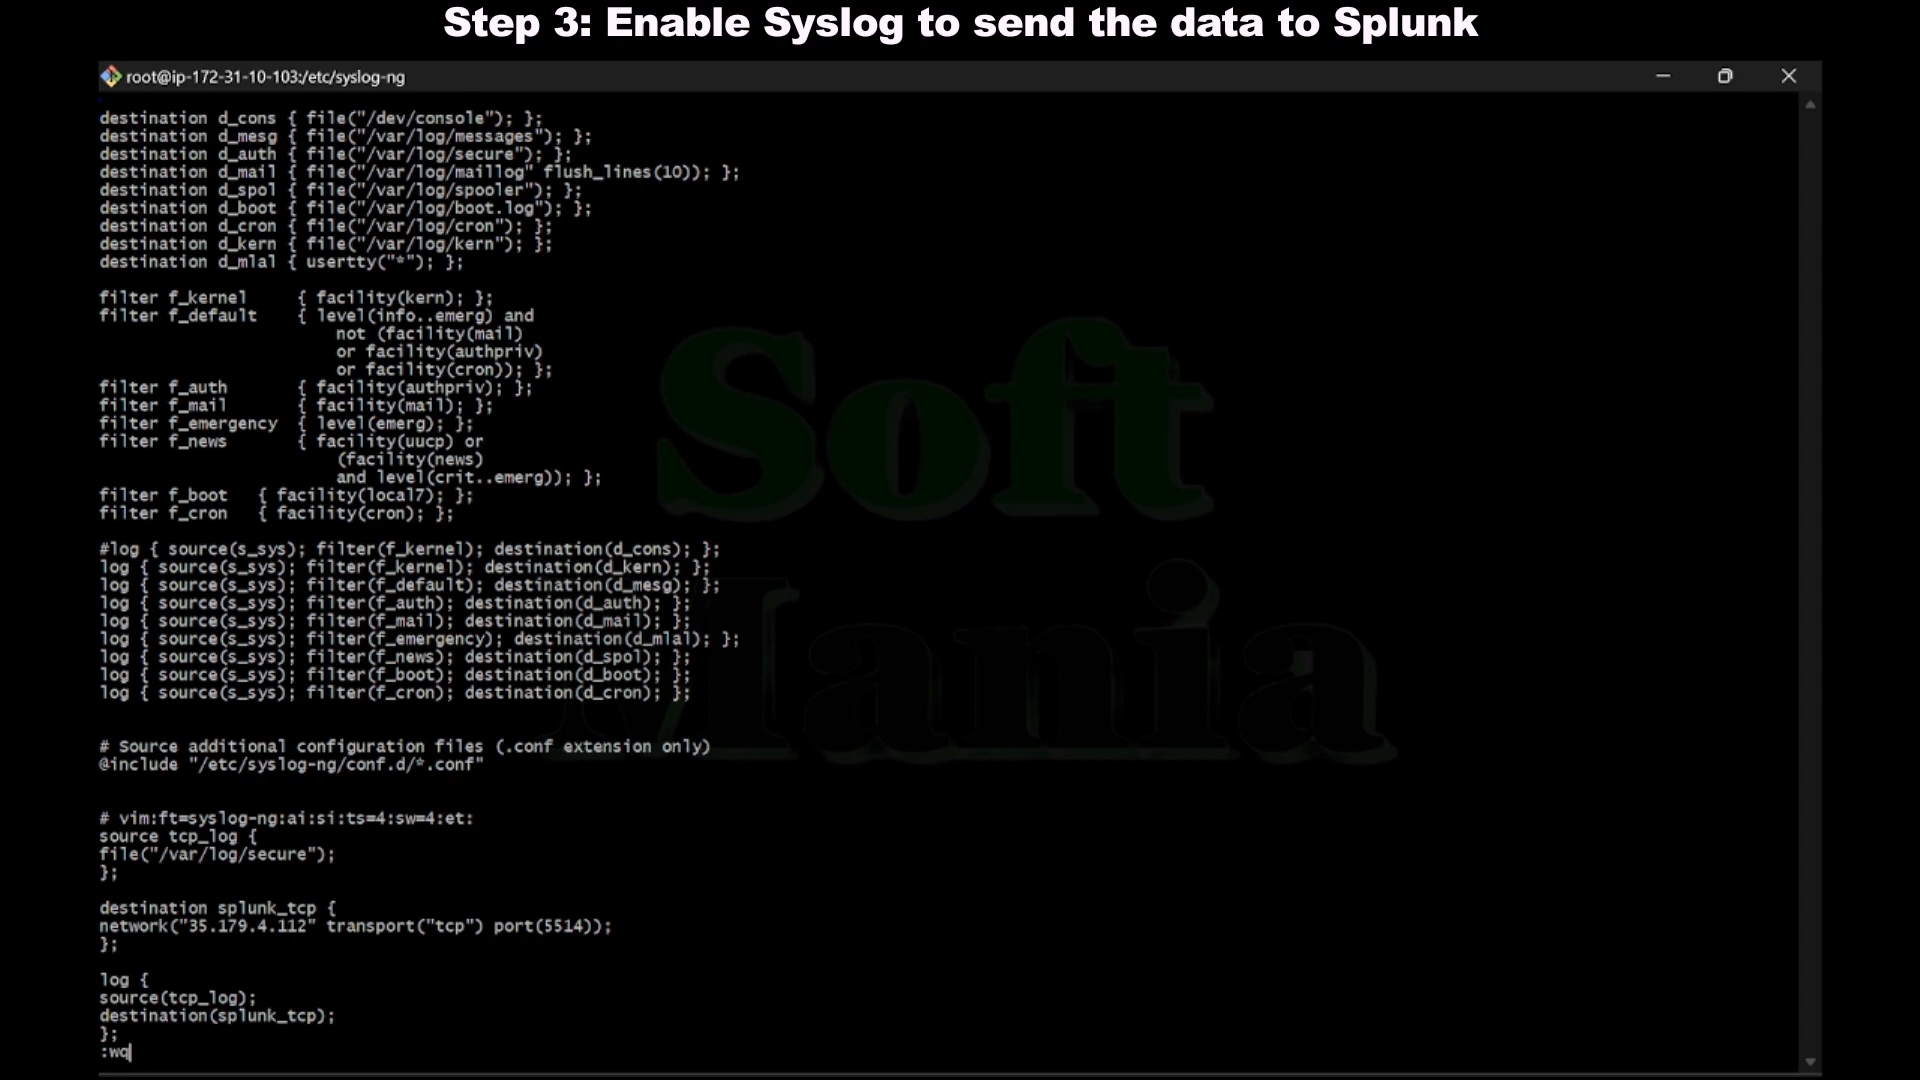 Step 3: Enable Syslog to send the data to Splunk
root@ip-172-31-10-103:/etc/syslog-ng
destination d_cons { file("/dev/console"); };
destination d_mesg { file("/var/log/messages"); };
destination d_auth { file("/var/log/secure"); };
destination d_mail { file("/var/log/maillog" flush_lines(10)); };
destination d_spol { file("/var/log/spooler"); };
destination d_boot { file("/var/log/boot.log"); };
destination d_cron { file("/var/log/cron"); };
destination d_kern { file("/var/log/kern"); };
destination d_mlal { usertty("*"); };
filter f_kernel     { facility(kern); };
filter f_default    { level(info..emerg) and
                        not (facility(mail)
                        or facility(authpriv)
                        or facility(cron)); };
filter f_auth       { facility(authpriv); };
filter f_mail       { facility(mail); };
filter f_emergency  { level(emerg); };
filter f_news       { facility(uucp) or
                        (facility(news)
                        and level(crit..emerg)); };
filter f_boot   { facility(local7); };
filter f_cron   { facility(cron); };
#log { source(s_sys); filter(f_kernel); destination(d_cons); };
log { source(s_sys); filter(f_kernel); destination(d_kern); };
log { source(s_sys); filter(f_default); destination(d_mesg); };
log { source(s_sys); filter(f_auth); destination(d_auth); };
log { source(s_sys); filter(f_mail); destination(d_mail); };
log { source(s_sys); filter(f_emergency); destination(d_mlal); };
log { source(s_sys); filter(f_news); destination(d_spol); };
log { source(s_sys); filter(f_boot); destination(d_boot); };
log { source(s_sys); filter(f_cron); destination(d_cron); };
# Source additional configuration files (.conf extension only)
@include "/etc/syslog-ng/conf.d/*.conf"
# vim:ft=syslog-ng:ai:si:ts=4:sw=4:et:
source tcp_log {
file("/var/log/secure");
};
destination splunk_tcp {
network("35.179.4.112" transport("tcp") port(5514));
};
log {
source(tcp_log);
destination(splunk_tcp);
};
:wq
Soft
Mania